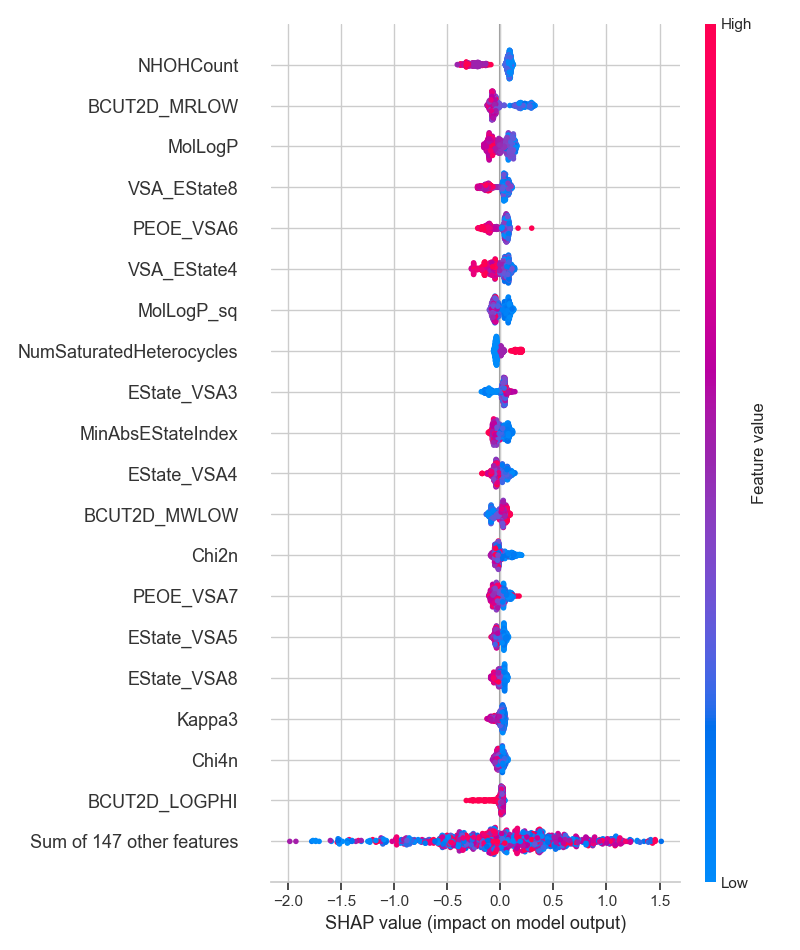 High
NHOHCount
BCUT2D_MRLOW
MolLogP
VSA_EState8
PEOE_VSA6
VSA_EState4
MolLogP_sq
NumSaturatedHeterocycles
EState_VSA3
MinAbsEStateIndex
EState_VSA4
BCUT2D_MWLOW
Chi2n
PEOE_VSA7
EState_VSA5
EState_VSA8
Kappa3
Chi4n
BCUT2D_LOGPHI
Sum of 147 other features
Feature value
Low
−2.0 −1.5 −1.0 −0.5 0.0 0.5 1.0 1.5
SHAP value (impact on model output)